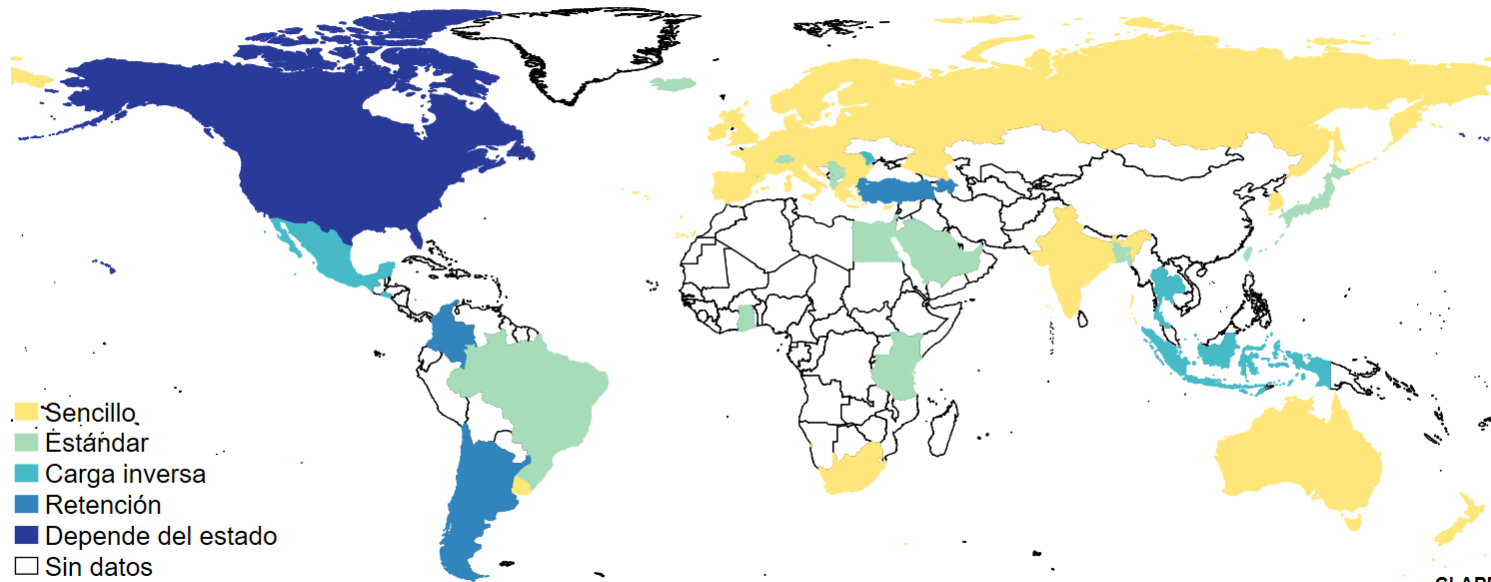 Sencillo
Estándar
Carga inversa
Retención
Depende del estado
Sin datos